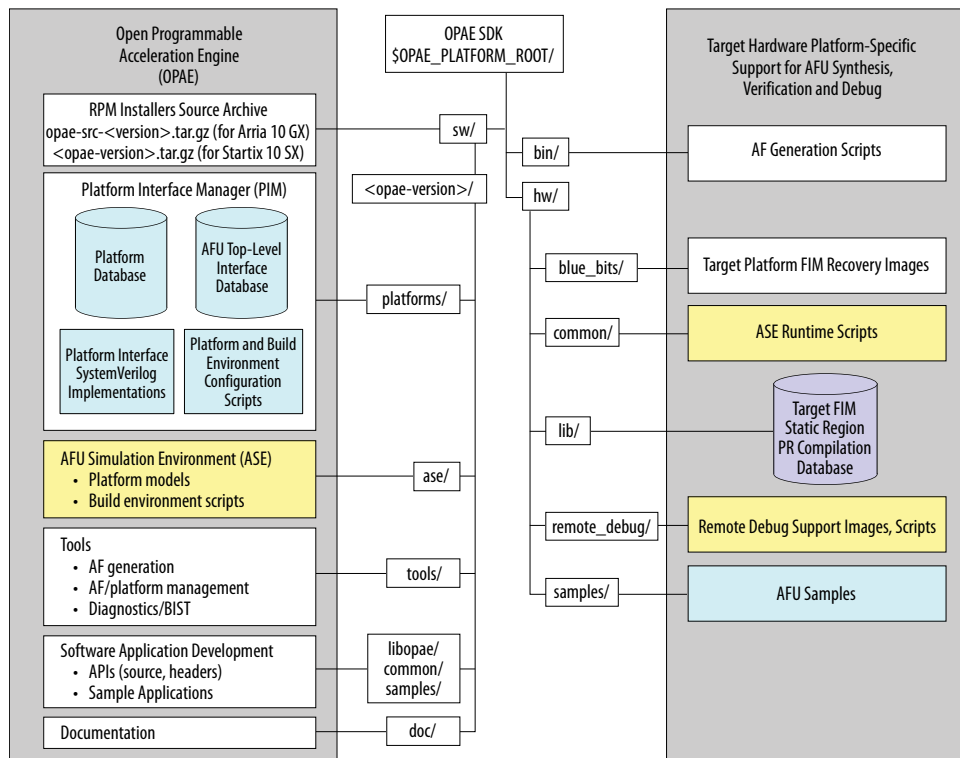 Open Programmable
Acceleration Engine
(OPAE)
RPM Installers Source Archive
opae-src-<version>.tar.gz (for Arria 10 GX)
<opae-version>.tar.gz (for Startix 10 SX)
Platform Interface Manager (PIM)
Platform
Database
AFU Top-Level
Interface
Database
Platform Interface
SystemVerilog
Implementations
Platform and Build
Environment
Configuration
Scripts
AFU Simulation Environment (ASE)
• Platform models
• Build environment scripts
Tools
• AF generation
• AF/platform management
• Diagnostics/BIST
Software Application Development
• APIs (source, headers)
• Sample Applications
Documentation
OPAE SDK
$OPAE_PLATFORM_ROOT/
sw/
<opae-version>/
platforms/
ase/
tools/
libopae/
common/
samples/
doc/
bin/
hw/
blue_bits/
common/
lib/
remote_debug/
samples/
Target Hardware Platform-Specific
Support for AFU Synthesis,
Verification and Debug
AF Generation Scripts
Target Platform FIM Recovery Images
ASE Runtime Scripts
Target FIM
Static Region
PR Compilation
Database
Remote Debug Support Images, Scripts
AFU Samples